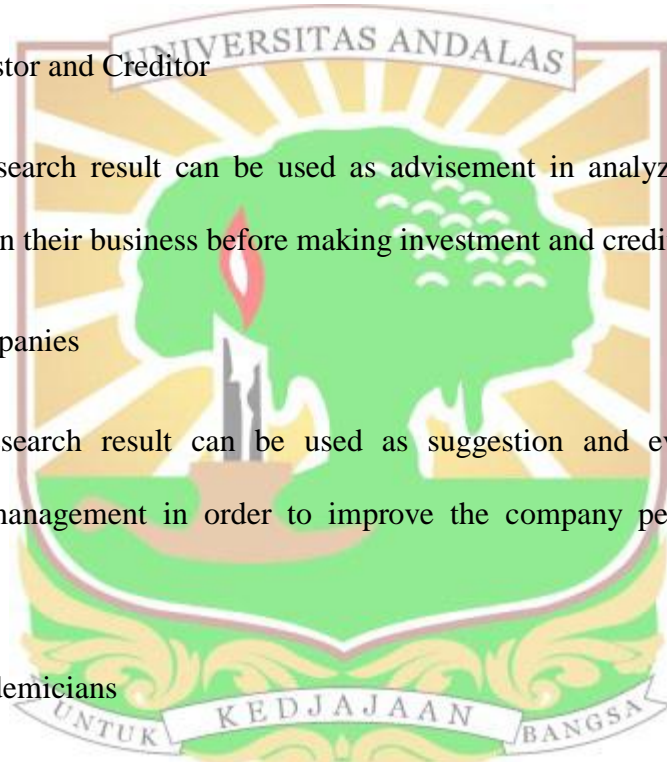 UNIVERSITAS ANDALAS
stor and Creditor
search result can be used as advisement in analyz
n their business before making investment and credi
panies
search result can be used as suggestion and ev
management in order to improve the company pe
demicians
UNTUK KEDJAJAAN BANGSA